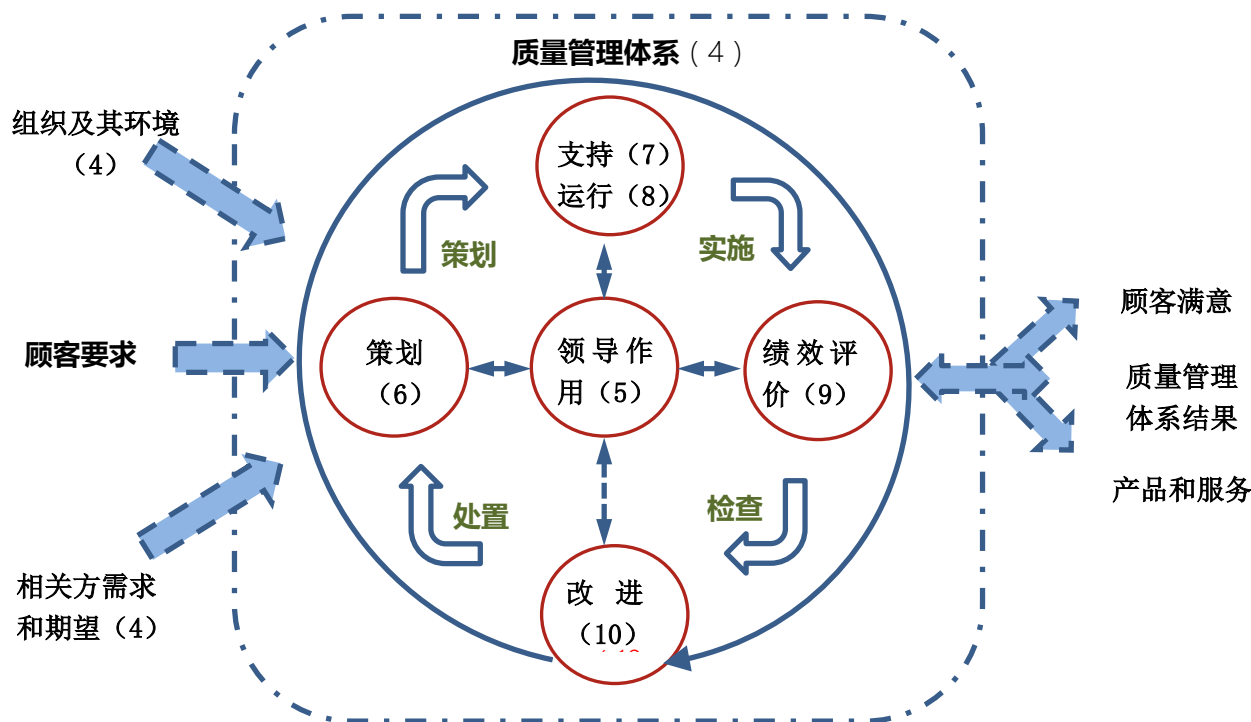 质量管理体系（4）
组织及其环境
（4）
支持（7）
运行（8）
策划
实施
顾客要求
策划
（6）
领导作
用（5）
绩效评
价（9）
顾客满意
质量管理
体系结果
产品和服务
处置
检查
相关方需求
和期望（4）
改 进
（10）